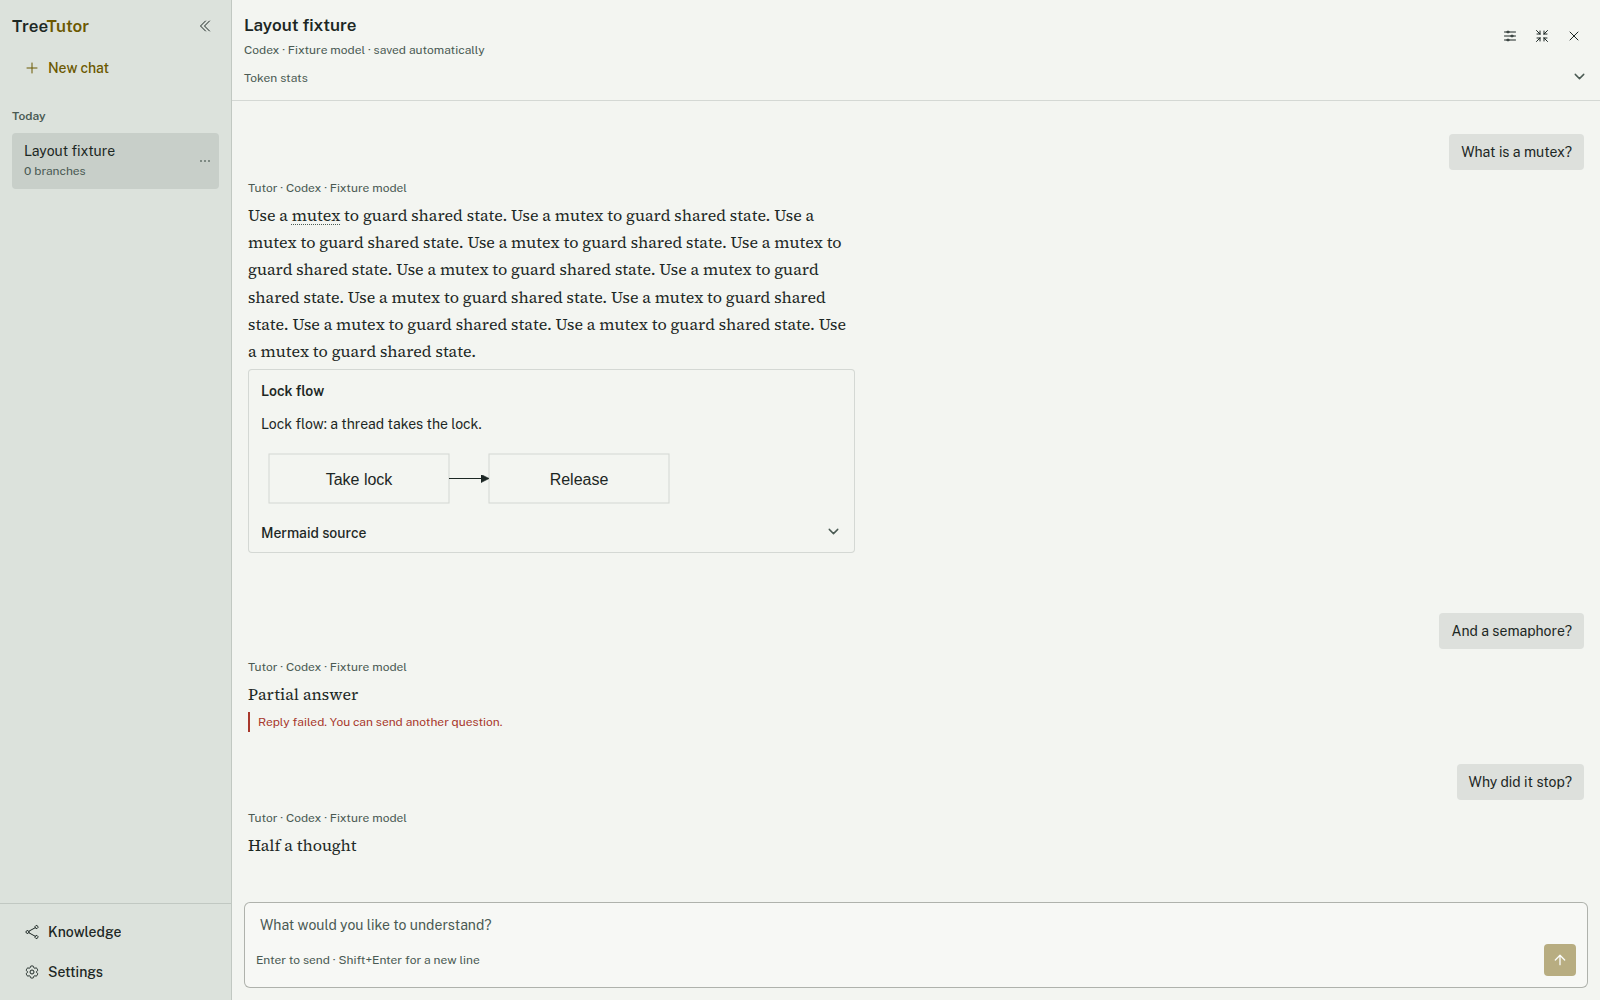 TreeTutor
New chat
Today
Layout fixture
0 branches
...
Knowledge
Settings
Layout fixture
Codex · Fixture model · saved automatically
Token stats
What is a mutex?
Tutor · Codex · Fixture model
Use a mutex to guard shared state. Use a mutex to guard shared state. Use a
mutex to guard shared state. Use a mutex to guard shared state. Use a mutex to
guard shared state. Use a mutex to guard shared state. Use a mutex to guard
shared state. Use a mutex to guard shared state. Use a mutex to guard shared
state. Use a mutex to guard shared state. Use a mutex to guard shared state. Use
a mutex to guard shared state.
Lock flow
Lock flow: a thread takes the lock.
Take lock
Release
Mermaid source
And a semaphore?
Tutor · Codex · Fixture model
Partial answer
Reply failed. You can send another question.
Why did it stop?
Tutor · Codex · Fixture model
Half a thought
What would you like to understand?
Enter to send · Shift+Enter for a new line